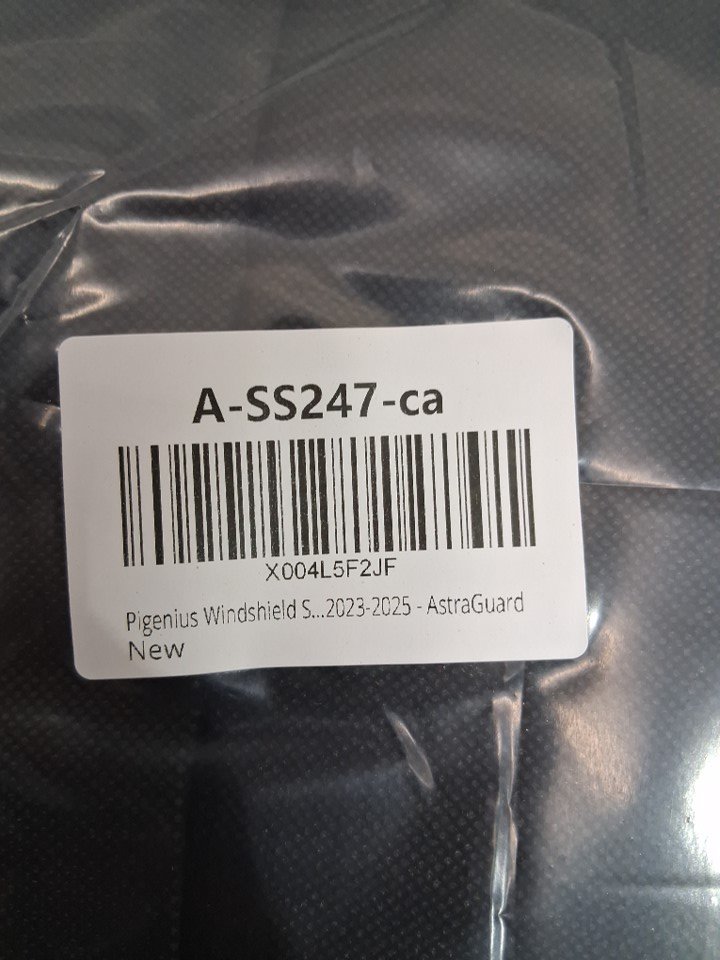 A-SS247-ca
X004L5F2JF
Pigenius Windshield S...2023-2025 - AstraGuard
New